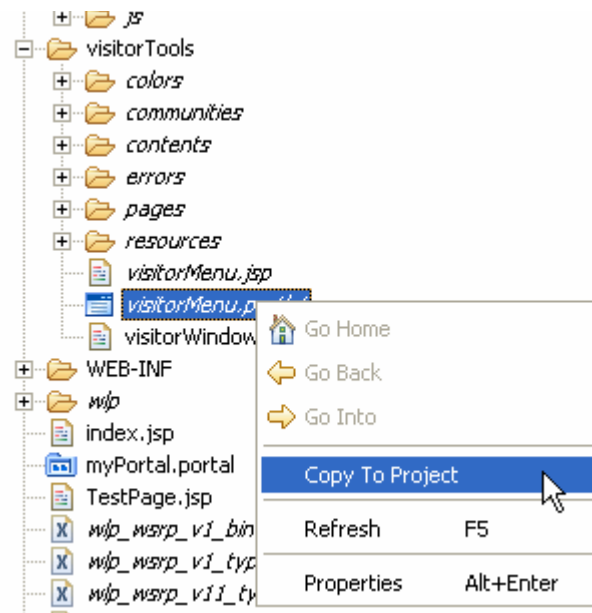 js
visitorTools
colors
communities
contents
errors
pages
resources
visitorMenu.jsp
visitorWindow
WEB-INF
wlp
index.jsp
myPortal.portal
TestPage.jsp
wlp_wsrp_v1_bin
wlp_wsrp_v1_typ
wlp_wsrp_v11_ty
Go Home
Go Back
Go Into
Copy To Project
Refresh F5
Properties Alt+Enter